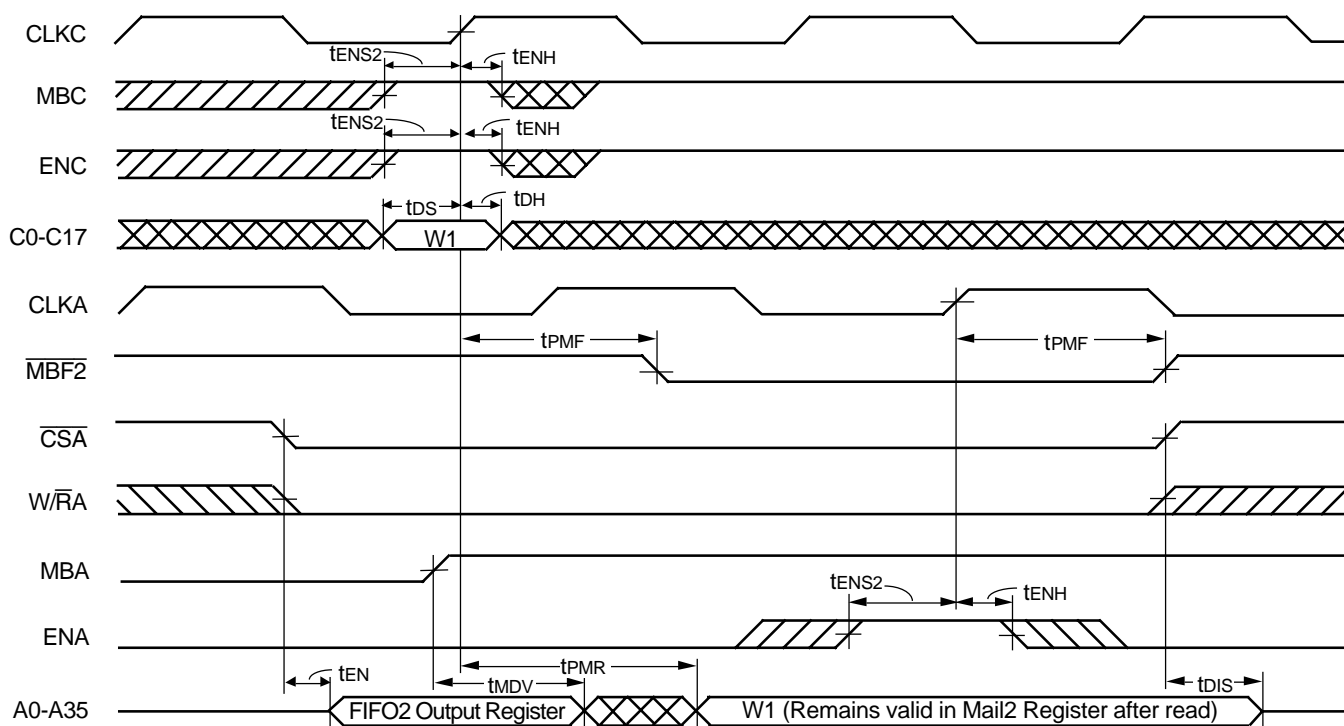 CLKC
tENS2
tENH
MBC
tENS2
tENH
ENC
tDS
tDH
C0-C17
W1
CLKA
tPMF
tPMF
MBF2
CSA
W/RA
MBA
tENS2
tENH
ENA
tEN
tPMR
tMDV
tDIS
A0-A35
FIFO2 Output Register
W1 (Remains valid in Mail2 Register after read)